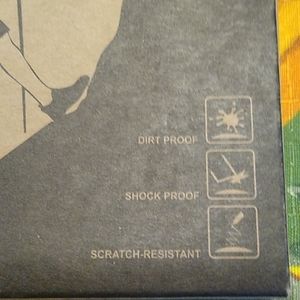 DIRT PROOF
SHOCK PROOF
SCRATCH-RESISTANT